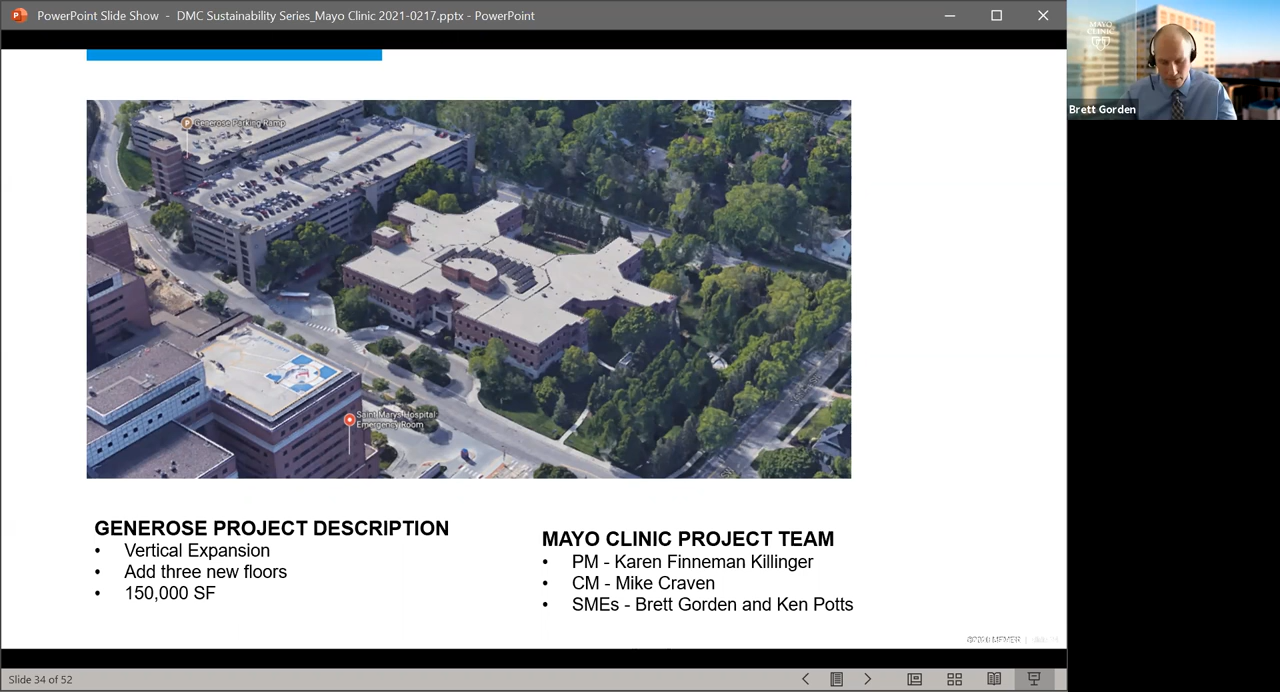 PowerPoint Slide Show - DMC Sustainability Series_Mayo Clinic 2021-0217.pptx - PowerPoint
MAYO
CLINIC
Brett Gorden
Generose Parking Ramp
Saint Marys Hospital:
Emergency Room
GENEROSE PROJECT DESCRIPTION
• Vertical Expansion
• Add three new floors
• 150,000 SF
MAYO CLINIC PROJECT TEAM
• PM - Karen Finneman Killinger
• CM - Mike Craven
• SMEs - Brett Gorden and Ken Potts
Slide 34 of 52